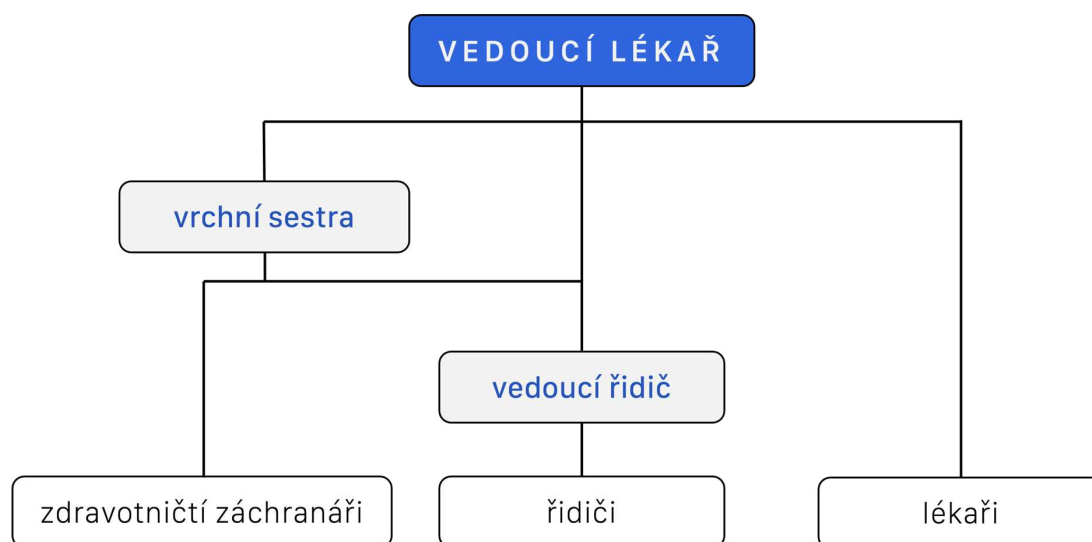 VEDOUCÍ LÉKAŘ
vrchní sestra
vedoucí řidič
zdravotničtí záchranáři
řidiči
lékaři